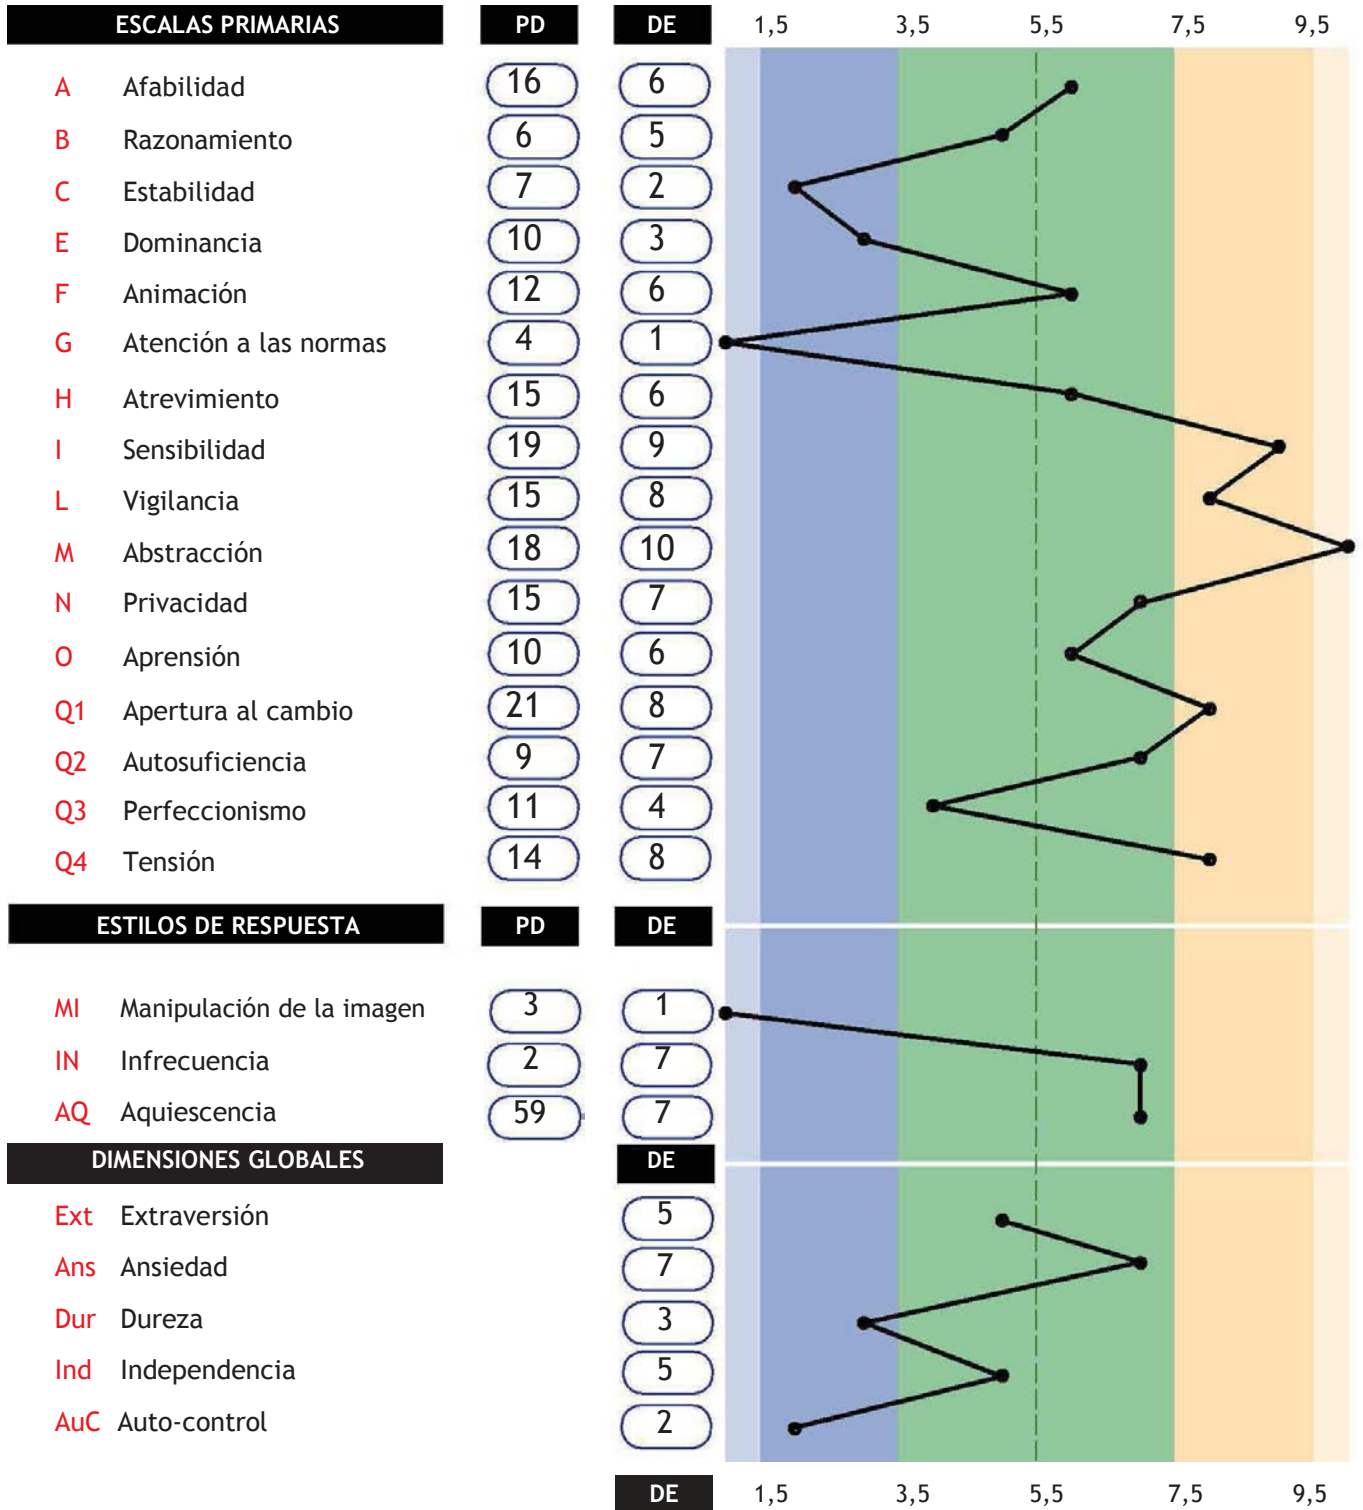 ESCALAS PRIMARIAS PD DE 1,5 3,5 5,5 7,5 9,5
A Afabilidad 16 6
B Razonamiento 6 5
C Estabilidad 7 2
E Dominancia 10 3
F Animación 12 6
G Atención a las normas 4 1
H Atrevimiento 15 6
I Sensibilidad 19 9
L Vigilancia 15 8
M Abstracción 18 10
N Privacidad 15 7
O Aprensión 10 6
Q1 Apertura al cambio 21 8
Q2 Autosuficiencia 9 7
Q3 Perfeccionismo 11 4
Q4 Tensión 14 8
ESTILOS DE RESPUESTA PD DE
MI Manipulación de la imagen 3 1
IN Infrecuencia 2 7
AQ Aquiescencia 59 7
DIMENSIONES GLOBALES DE
Ext Extraversión 5
Ans Ansiedad 7
Dur Dureza 3
Ind Independencia 5
AuC Auto-control 2
DE 1,5 3,5 5,5 7,5 9,5